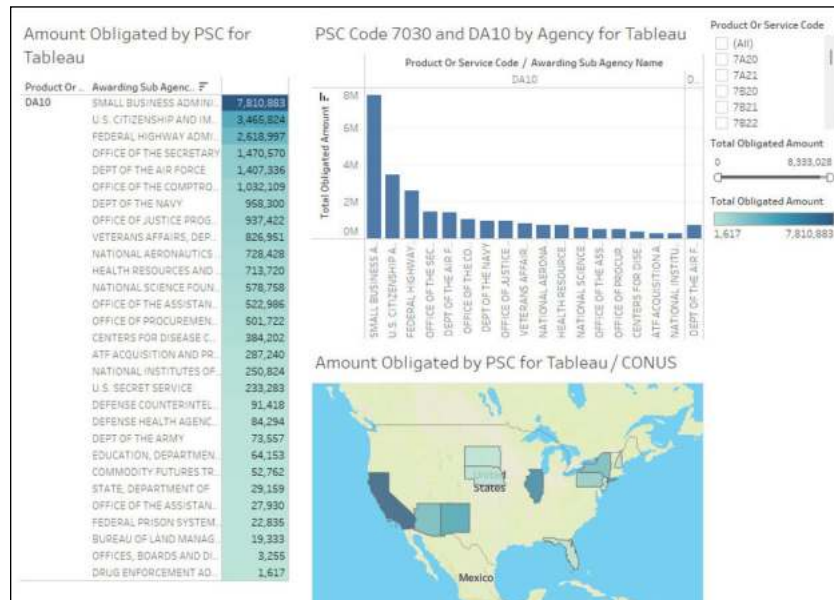 Amount Obligated by PSC for
Tableau
Product Or .. Awarding Sub Agenc..
DA10 SMALL BUSINESS ADMINI.. 7,810,883
U.S. CITIZENSHIP AND IM.. 3,465,824
FEDERAL HIGHWAY ADMI.. 2,618,997
OFFICE OF THE SECRETARY 1,470,570
DEPT OF THE AIR FORCE 1,407,336
OFFICE OF THE COMPTRO.. 1,032,109
DEPT OF THE NAVY 958,300
OFFICE OF JUSTICE PROG.. 937,422
VETERANS AFFAIRS, DEP.. 826,951
NATIONAL AERONAUTICS .. 728,428
HEALTH RESOURCES AND .. 713,720
NATIONAL SCIENCE FOUN.. 578,758
OFFICE OF THE ASSISTAN.. 522,986
OFFICE OF PROCUREMEN.. 501,722
CENTERS FOR DISEASE C.. 384,202
ATF ACQUISITION AND PR.. 287,240
NATIONAL INSTITUTES OF.. 250,824
U.S. SECRET SERVICE 233,283
DEFENSE COUNTERINTEL.. 91,418
DEFENSE HEALTH AGENC.. 84,294
DEPT OF THE ARMY 73,557
EDUCATION, DEPARTMEN.. 64,153
COMMODITY FUTURES TR.. 52,762
STATE, DEPARTMENT OF 29,159
OFFICE OF THE ASSISTAN.. 27,930
FEDERAL PRISON SYSTEM.. 22,835
BUREAU OF LAND MANAG.. 19,333
OFFICES, BOARDS AND DI.. 3,255
DRUG ENFORCEMENT AD.. 1,617
PSC Code 7030 and DA10 by Agency for Tableau
Product Or Service Code / Awarding Sub Agency Name
DA10 D..
Total Obligated Amount
8M
6M
4M
2M
0M
SMALL BUSINESS A..
U.S. CITIZENSHIP A..
FEDERAL HIGHWAY ..
OFFICE OF THE SEC..
DEPT OF THE AIR F..
OFFICE OF THE CO..
DEPT OF THE NAVY
OFFICE OF JUSTICE ..
VETERANS AFFAIR..
NATIONAL AERONA..
HEALTH RESOURCE..
NATIONAL SCIENCE..
OFFICE OF THE ASS..
OFFICE OF PROCUR..
CENTERS FOR DISE..
ATF ACQUISITION A..
NATIONAL INSTITU..
DEPT OF THE AIR F..
Amount Obligated by PSC for Tableau / CONUS
United
States
Mexico
Product Or Service Code
(All)
7A20
7A21
7B20
7B21
7B22
Total Obligated Amount
0 8,333,028
Total Obligated Amount
1,617 7,810,883